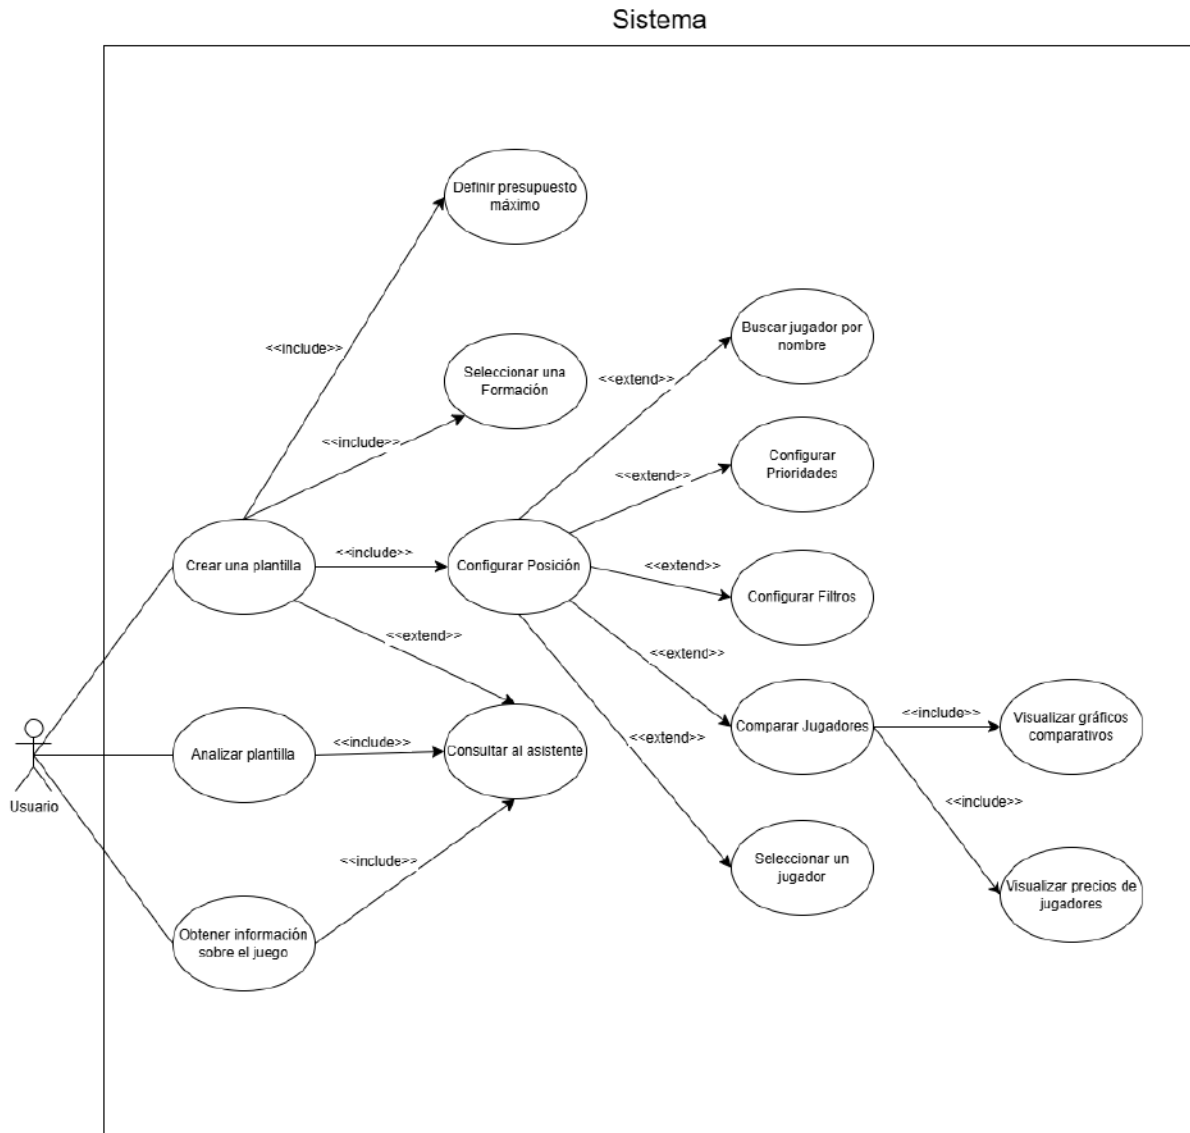 Sistema
Definir presupuesto
máximo
<<include>>
Seleccionar una
Formación
<<include>>
Buscar jugador por
nombre
<<extend>>
Configurar
Prioridades
<<extend>>
Crear una plantilla
<<include>>
Configurar Posición
<<extend>>
Configurar Filtros
<<extend>>
<<extend>>
Comparar Jugadores
<<include>>
Visualizar gráficos
comparativos
Analizar plantilla
<<include>>
Consultar al asistente
<<extend>>
Usuario
<<include>>
<<include>>
Seleccionar un
jugador
Visualizar precios de
jugadores
Obtener información
sobre el juego